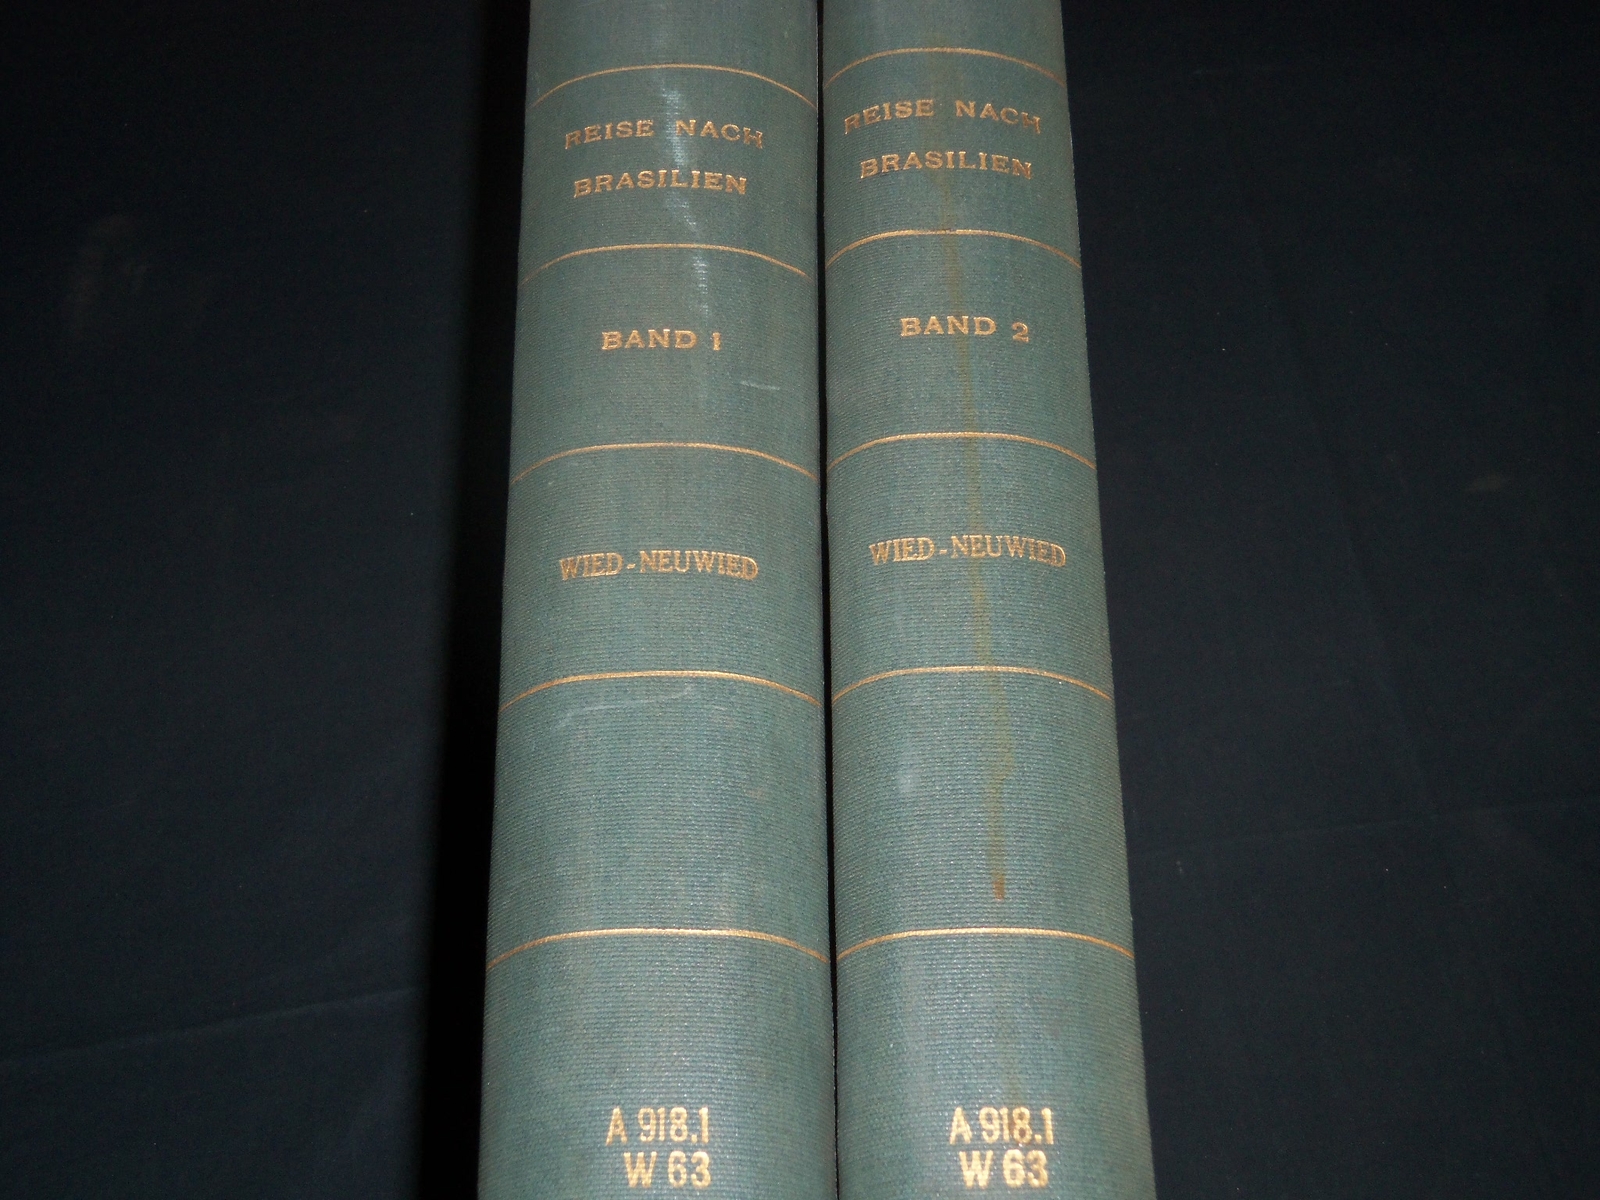 REISE NACH
BRASILIEN
BAND 1
WIED-NEUWIED
A 918.1
W 63
REISE NACH
BRASILIEN
BAND 2
WIED-NEUWIED
A 918.1
W 63